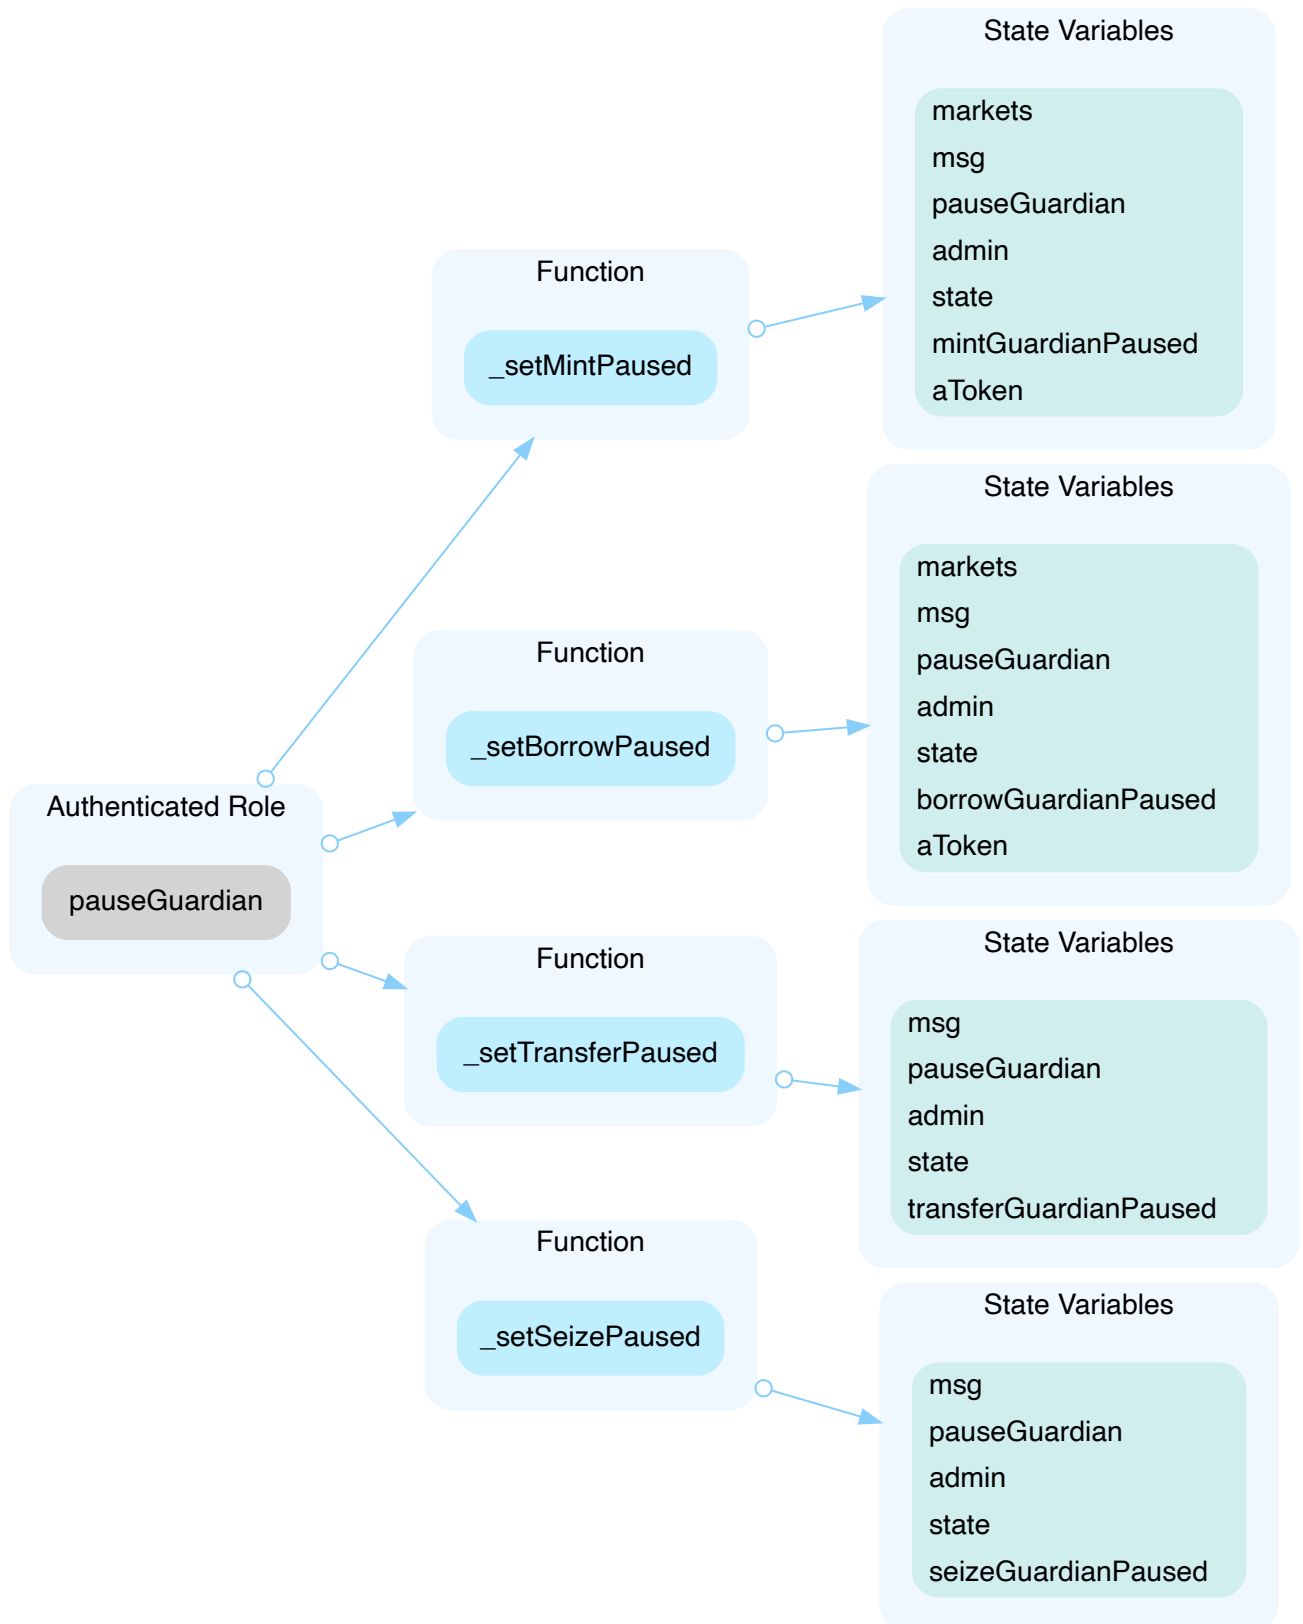 Authenticated Role
pauseGuardian
Function
_setMintPaused
Function
_setBorrowPaused
Function
_setTransferPaused
Function
_setSeizePaused
State Variables
markets
msg
pauseGuardian
admin
state
mintGuardianPaused
aToken
State Variables
markets
msg
pauseGuardian
admin
state
borrowGuardianPaused
aToken
State Variables
msg
pauseGuardian
admin
state
transferGuardianPaused
State Variables
msg
pauseGuardian
admin
state
seizeGuardianPaused